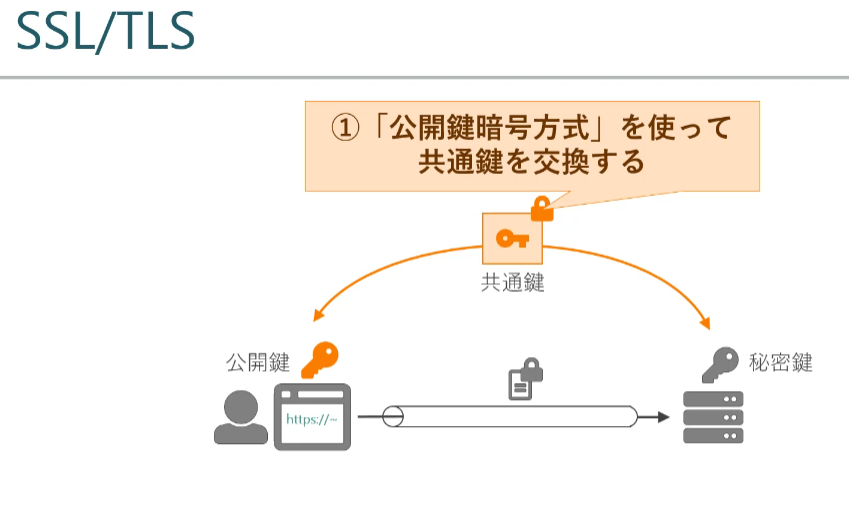 SSL/TLS
①「公開鍵暗号方式」を使って
共通鍵を交換する
共通鍵
公開鍵
秘密鍵
https://~